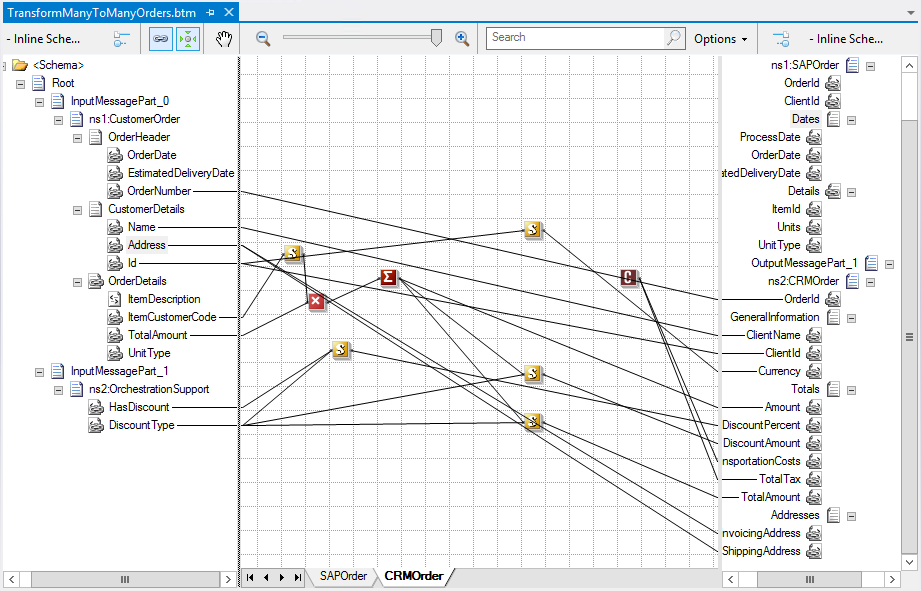 TransformManyToManyOrders.btm
- Inline Sche...
Search
Options
- Inline Sche...
<Schema>
Root
InputMessagePart_0
ns1:CustomerOrder
OrderHeader
OrderDate
EstimatedDeliveryDate
OrderNumber
CustomerDetails
Name
Address
Id
OrderDetails
ItemDescription
ItemCustomerCode
TotalAmount
UnitType
InputMessagePart_1
ns2:OrchestrationSupport
HasDiscount
DiscountType
S
S
Σ
C
S
S
S
ns1:SAPOrder
OrderId
ClientId
Dates
ProcessDate
OrderDate
atedDeliveryDate
Details
ItemId
Units
UnitType
OutputMessagePart_1
ns2:CRMOrder
OrderId
GeneralInfomation
ClientName
ClientId
Currency
Totals
Amount
DiscountPercent
DiscountAmount
nsportationCosts
TotalTax
TotalAmount
Addresses
nvoicingAddress
ShippingAddress
SAPOrder
CRMOrder